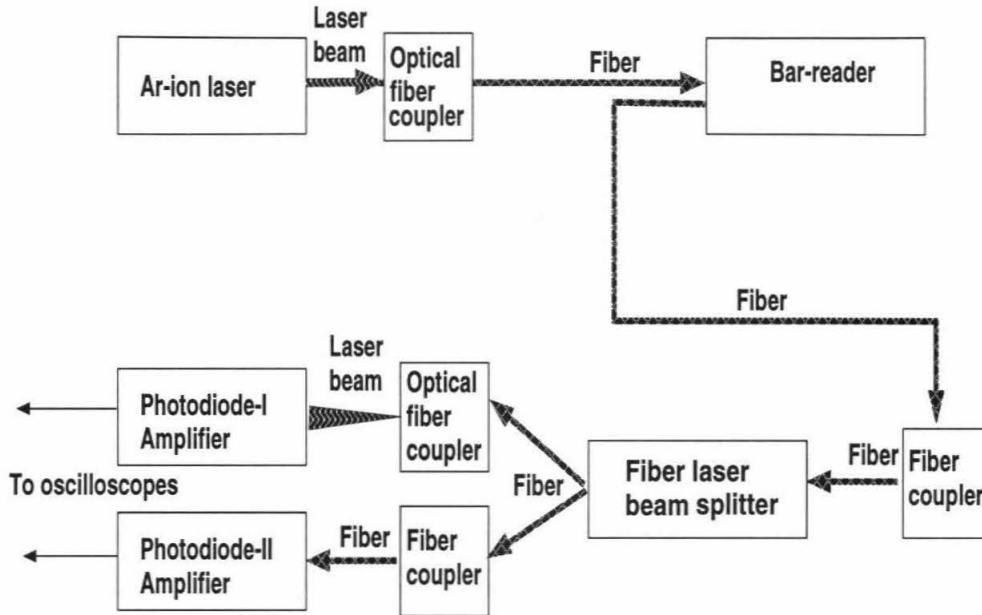 Laser
beam
Ar-ion laser
Optical
fiber
coupler
Fiber
Bar-reader
Fiber
Laser
beam
Photodiode-I
Amplifier
Optical
fiber
coupler
Fiber
Fiber laser
beam splitter
Fiber
Fiber
coupler
To oscilloscopes
Photodiode-II
Amplifier
Fiber
Fiber
coupler